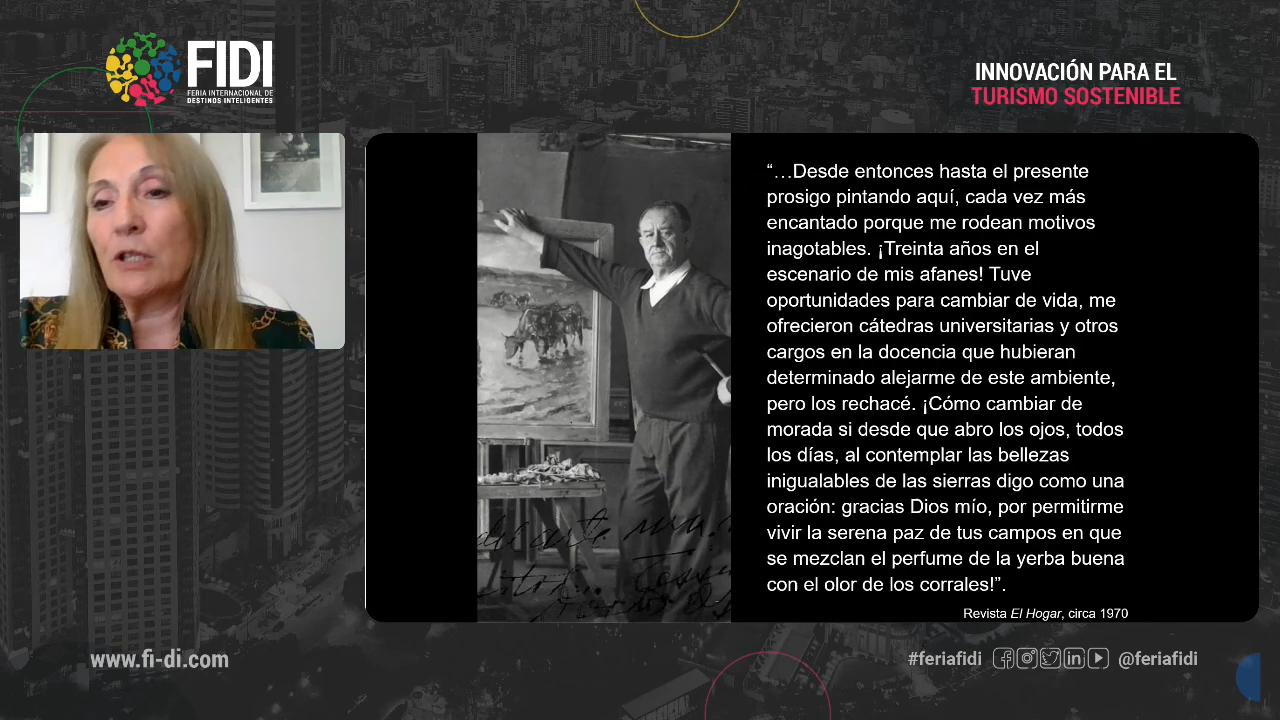 FIDI
FERIA INTERNACIONAL DE
DESTINOS INTELIGENTES
INNOVACIÓN PARA EL
TURISMO SOSTENIBLE
“…Desde entonces hasta el presente
prosigo pintando aquí, cada vez más
encantado porque me rodean motivos
inagotables. ¡Treinta años en el
escenario de mis afanes! Tuve
oportunidades para cambiar de vida, me
ofrecieron cátedras universitarias y otros
cargos en la docencia que hubieran
determinado alejarme de este ambiente,
pero los rechacé. ¡Cómo cambiar de
morada si desde que abro los ojos, todos
los días, al contemplar las bellezas
inigualables de las sierras digo como una
oración: gracias Dios mío, por permitirme
vivir la serena paz de tus campos en que
se mezclan el perfume de la yerba buena
con el olor de los corrales!”.
Revista El Hogar, circa 1970
del arte
www.fi-di.com
#feriafidi
@feriafidi